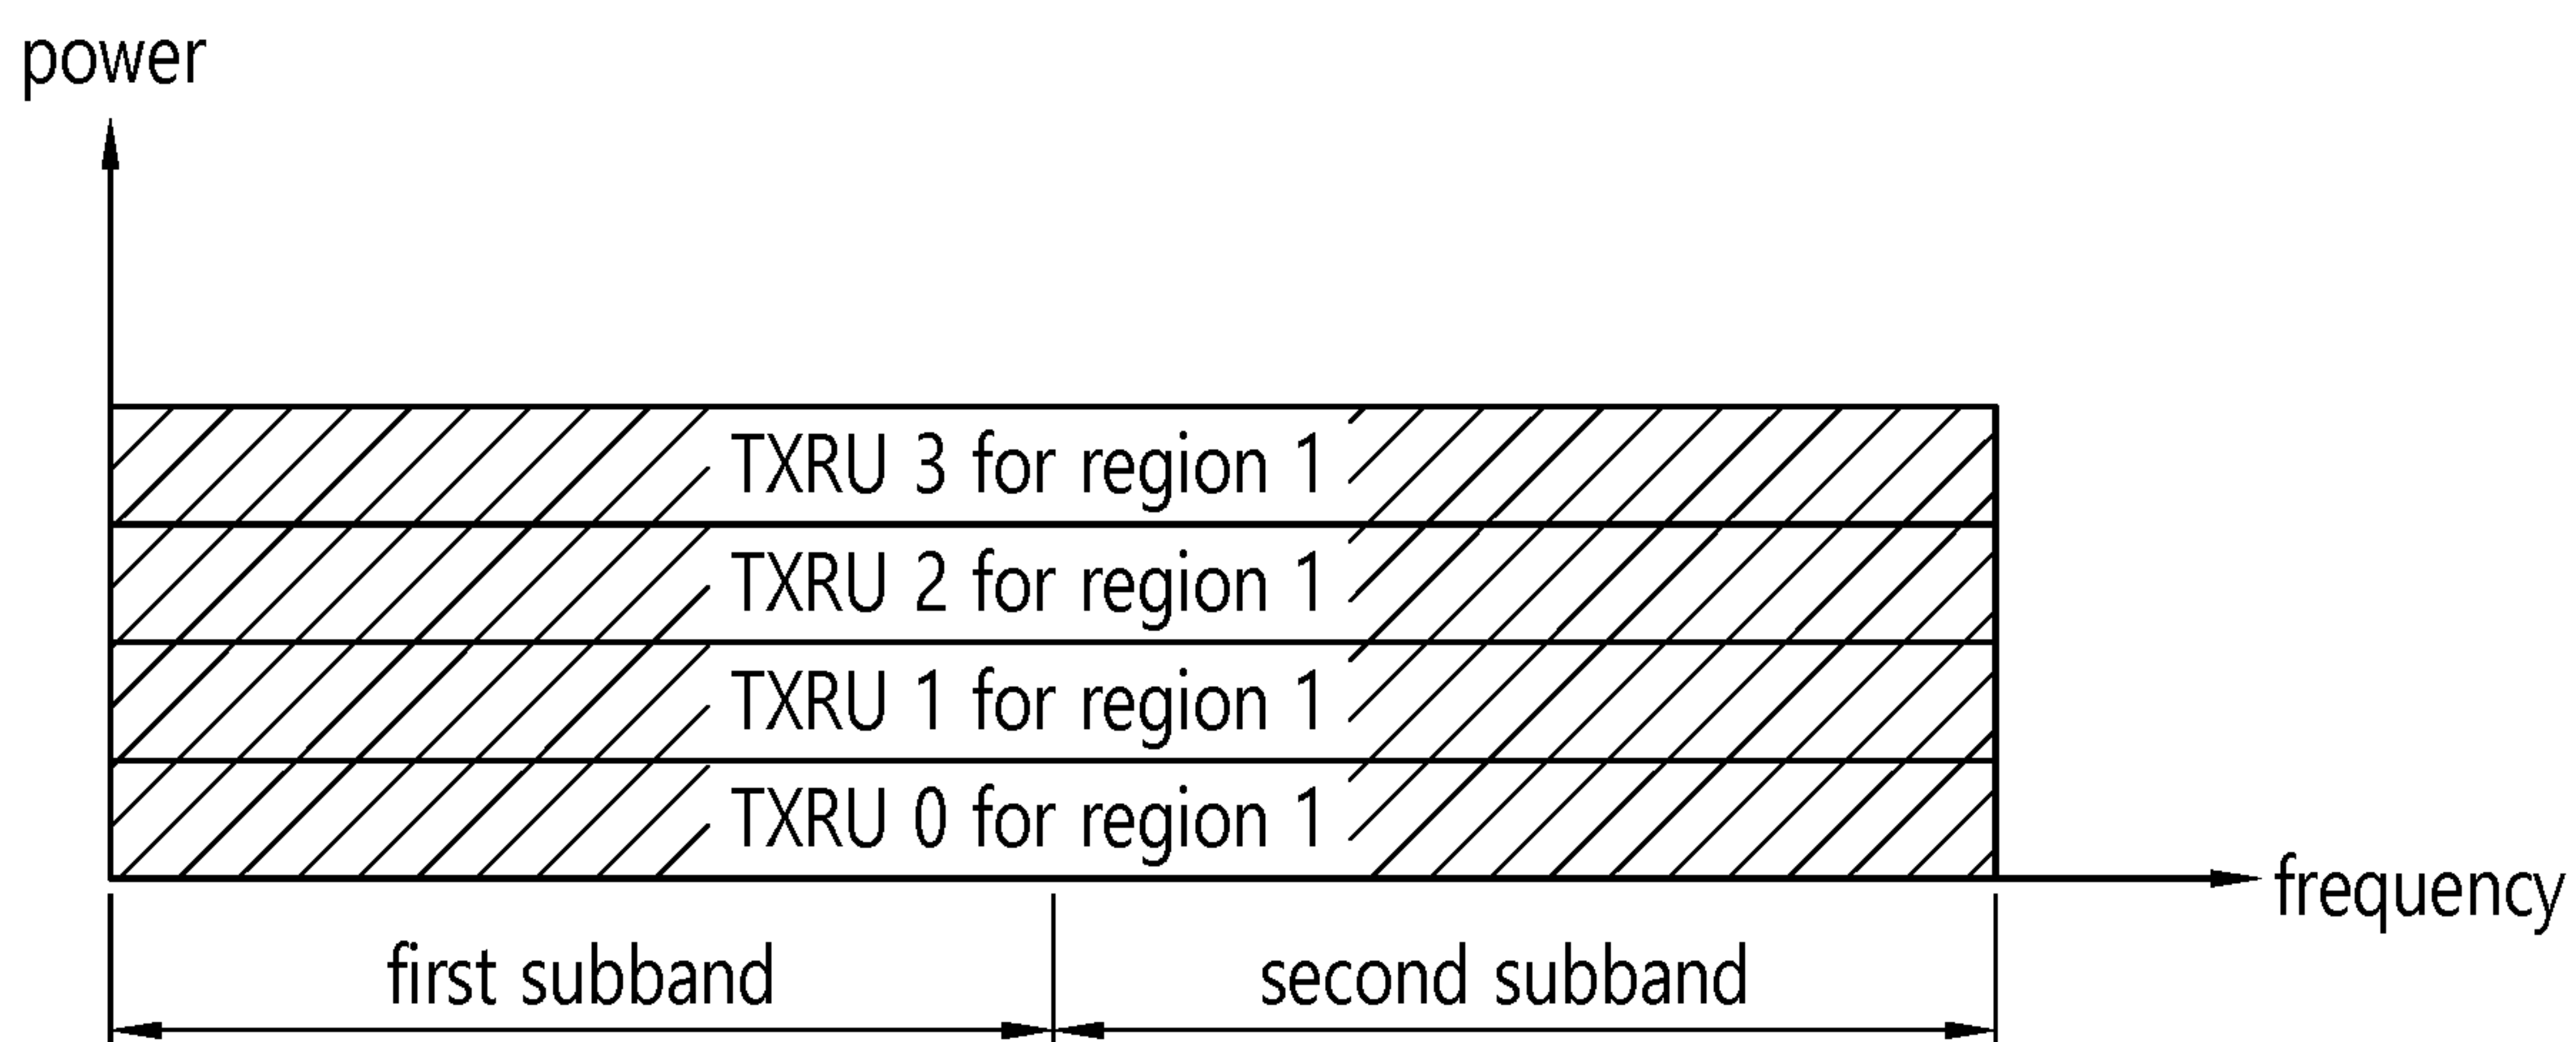 power
TXRU 3 for region 1
TXRU 2 for region 1
TXRU 1 for region 1
TXRU 0 for region 1
frequency
first subband
second subband